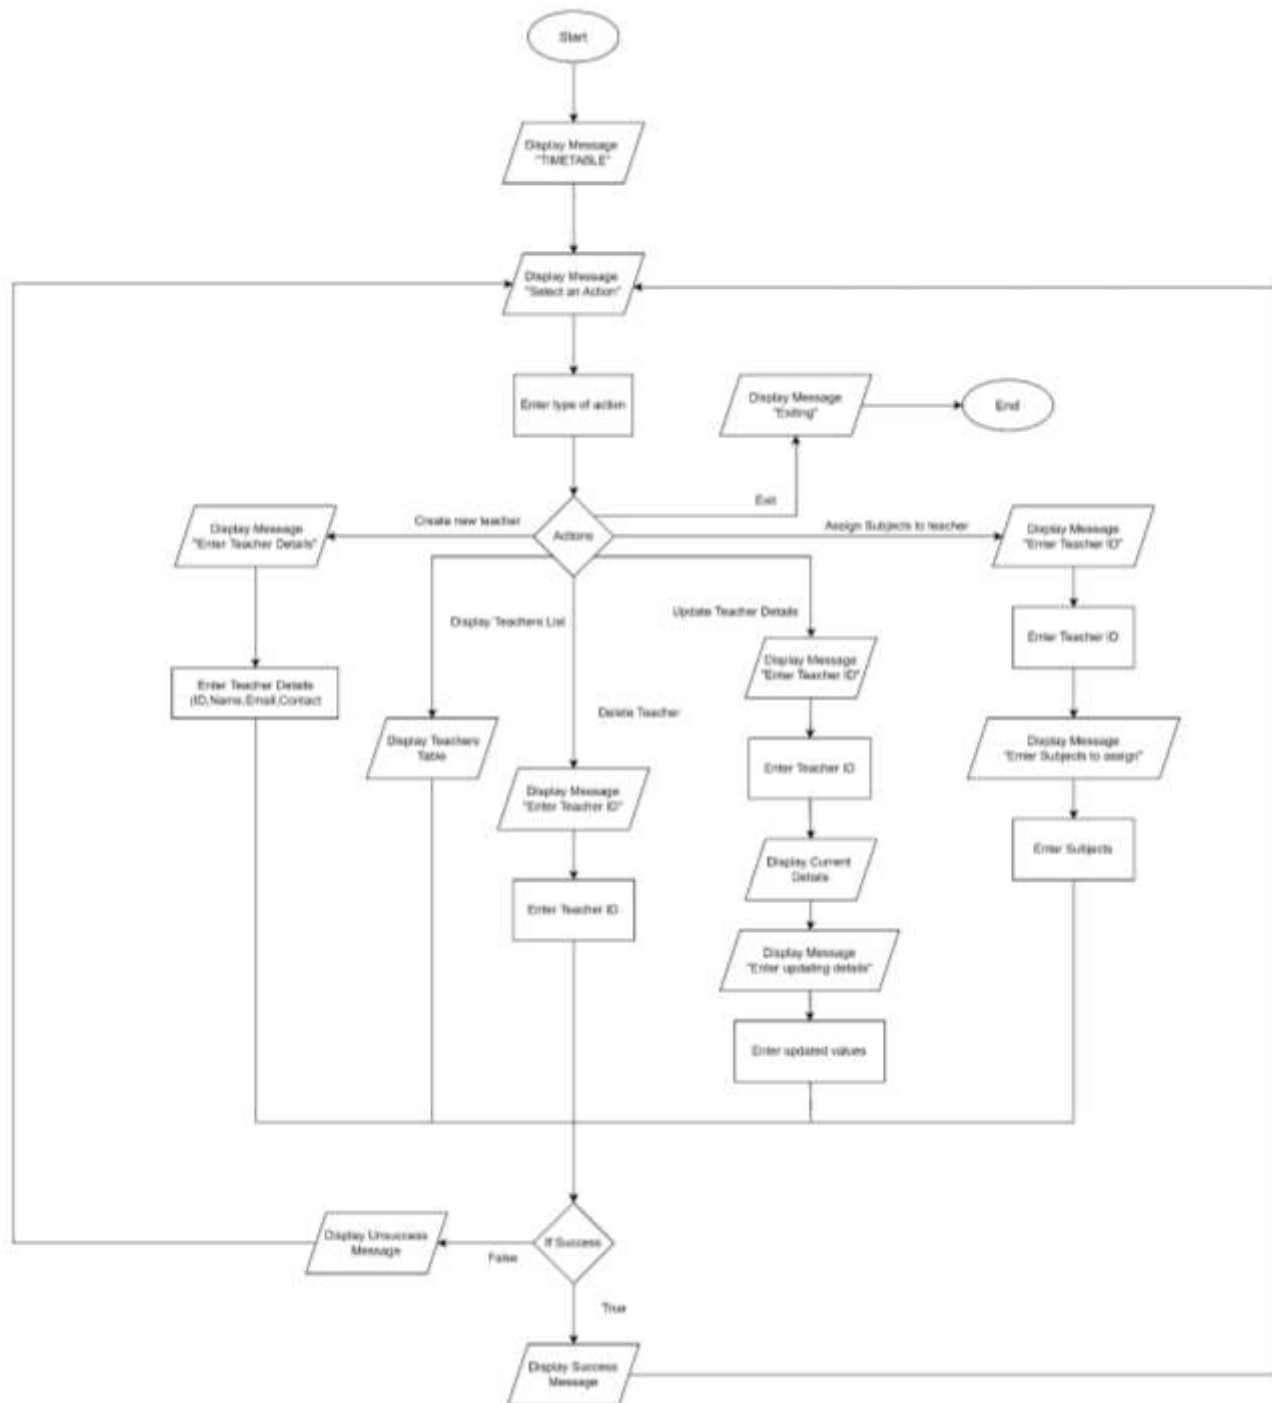 Start
Display Message
"TIMETABLE"
Display Message
"Select an Action"
Enter type of action
Display Message
"Exiting"
End
Exit
Create new teacher
Actions
Assign Subjects to teacher
Display Message
"Enter Teacher Details"
Display Message
"Enter Teacher ID"
Display Teachers List
Update Teacher Details
Enter Teacher ID
Display Message
"Enter Teacher ID"
Enter Teacher Details
(ID,Name,Email,Contact
Delete Teacher
Display Teachers
Table
Display Message
"Enter Subjects to assign"
Enter Teacher ID
Display Message
"Enter Teacher ID"
Enter Subjects
Display Current
Details
Enter Teacher ID
Display Message
"Enter updating details"
Enter updated values
Display Unsuccess
Message
If Success
False
True
Display Success
Message